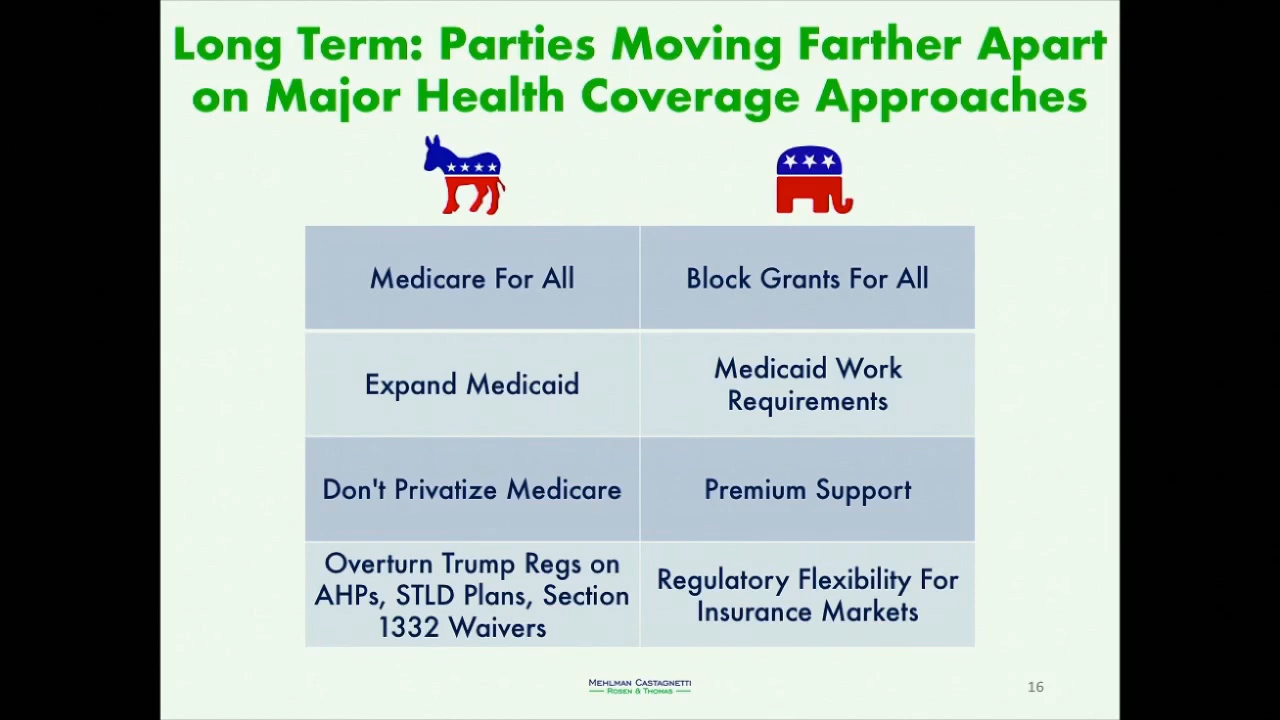 Long Term: Parties Moving Farther Apart
on Major Health Coverage Approaches
Medicare For All
Block Grants For All
Expand Medicaid
Medicaid Work
Requirements
Don't Privatize Medicare
Premium Support
Overturn Trump Regs on
AHPs, STLD Plans, Section
1332 Waivers
Regulatory Flexibility For
Insurance Markets
MEHLMAN CASTAGNETTI
ROSEN & THOMAS
16